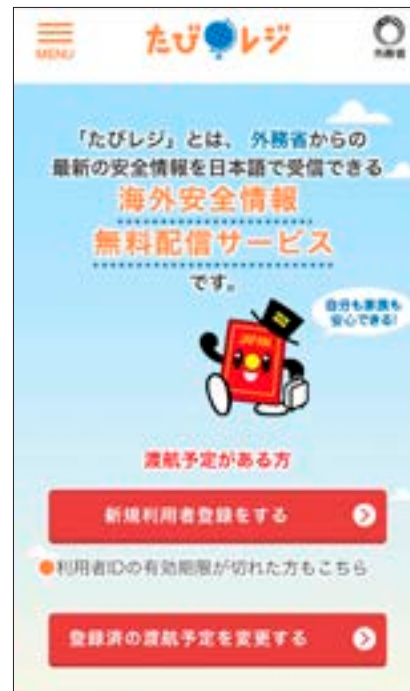 たびレジ
MENU
外務省
「たびレジ」とは、 外務省からの
最新の安全情報を日本語で受信できる
海外安全情報
無料配信サービス
です。
自分も家族も
安心できる!
JAPAN
渡航予定がある方
新規利用者登録をする
●利用者IDの有効期限が切れた方もこちら
登録済の渡航予定を変更する